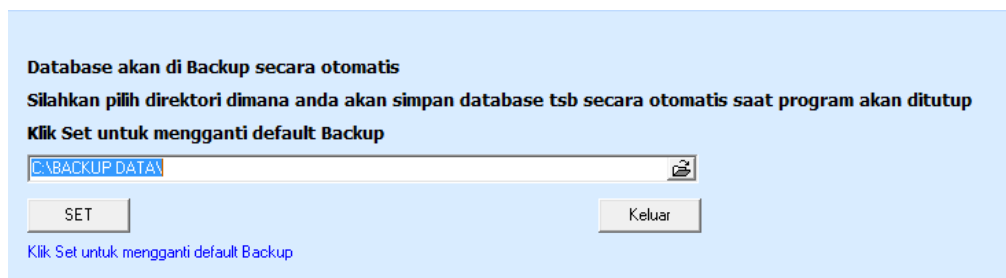 Database akan di Backup secara otomatis
Silahkan pilih direktori dimana anda akan simpan database tsb secara otomatis saat program akan ditutup
Klik Set untuk mengganti default Backup
C:\BACKUP DATA\
SET
Keluar
Klik Set untuk mengganti default Backup